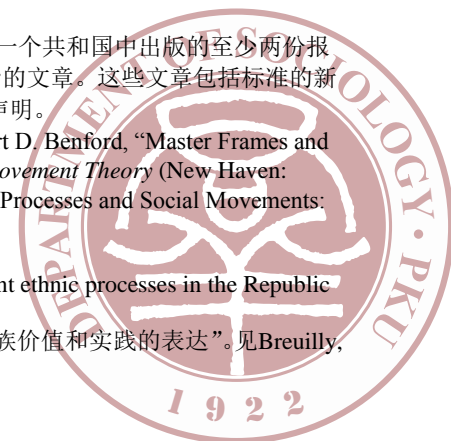 一个共和国中出版的至少两份报
的文章。这些文章包括标准的新
声明。
rt D. Benford, “Master Frames and
ovement Theory (New Haven:
Processes and Social Movements:
nt ethnic processes in the Republic
族价值和实践的表达”。见Breuilly,
DEPARTMENT OF SOCIOLOGY · PKU
1922